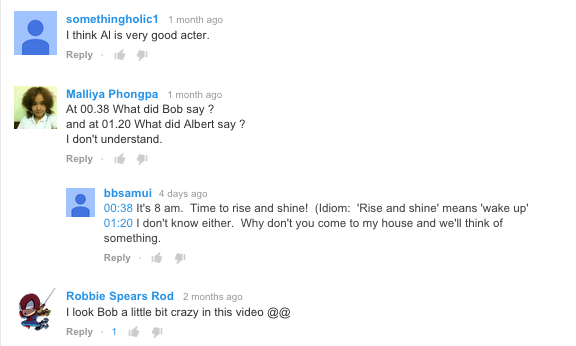 somethingholic1 1 month ago
I think Al is very good acter.
Reply ·
Malliya Phongpa 1 month ago
At 00.38 What did Bob say ?
and at 01.20 What did Albert say ?
I don't understand.
Reply ·
bbsamui 4 days ago
00:38 It's 8 am. Time to rise and shine! (Idiom: 'Rise and shine' means 'wake up'
01:20 I don't know either. Why don't you come to my house and we'll think of
something.
Reply ·
Robbie Spears Rod 2 months ago
I look Bob a little bit crazy in this video @@
Reply · 1